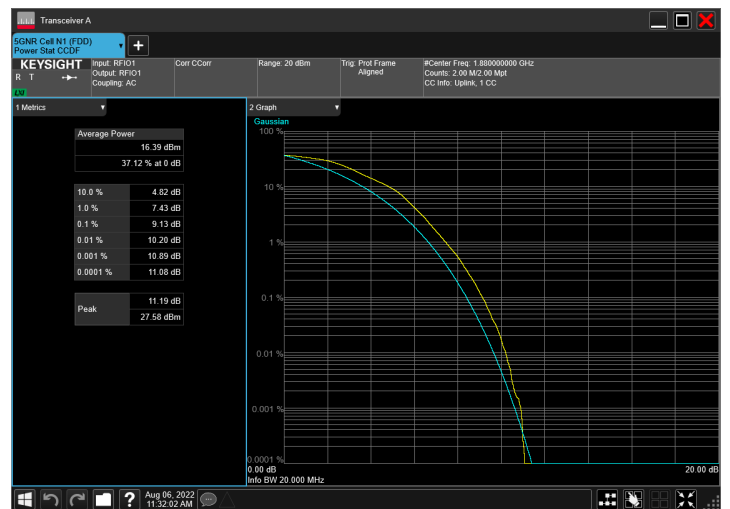 Transceiver A
5GNR Cell N1 (FDD)
Power Stat CCDF
KEYSIGHT
R T
LXI
Input: RFIO1
Output: RFIO1
Coupling: AC
Corr CCorr
Range: 20 dBm
Trig: Prot Frame
Aligned
#Center Freq: 1.880000000 GHz
Counts: 2.00 M/2.00 Mpt
CC Info: Uplink, 1 CC
1 Metrics
Average Power
16.39 dBm
37.12 % at 0 dB
10.0 % 4.82 dB
1.0 % 7.43 dB
0.1 % 9.13 dB
0.01 % 10.20 dB
0.001 % 10.89 dB
0.0001 % 11.08 dB
Peak
11.19 dB
27.58 dBm
2 Graph
Gaussian
100 %
10 %
1 %
0.1 %
0.01 %
0.001 %
0.0001 %
0.00 dB 20.00 dB
Info BW 20.000 MHz
?
Aug 06, 2022
11:32:02 AM